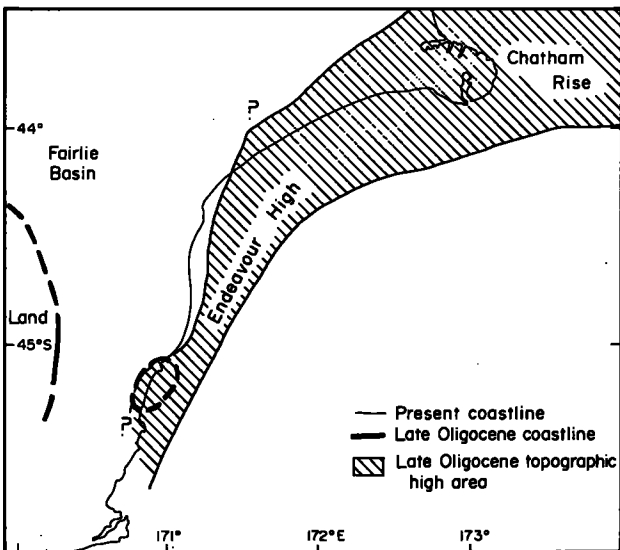 Chatham
Rise
?
44°
Fairlie
Basin
Endeavour High
Land
45°S
?
Present coastline
Late Oligocene coastline
Late Oligocene topographic
high area
171°
172°E
173°